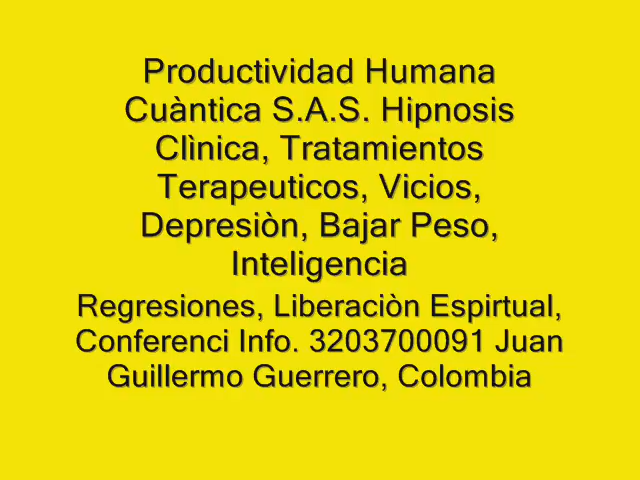 Productividad Humana
Cuàntica S.A.S. Hipnosis
Clìnica, Tratamientos
Terapeuticos, Vicios,
Depresiòn, Bajar Peso,
Inteligencia
Regresiones, Liberaciòn Espirtual,
Conferenci Info. 3203700091 Juan
Guillermo Guerrero, Colombia